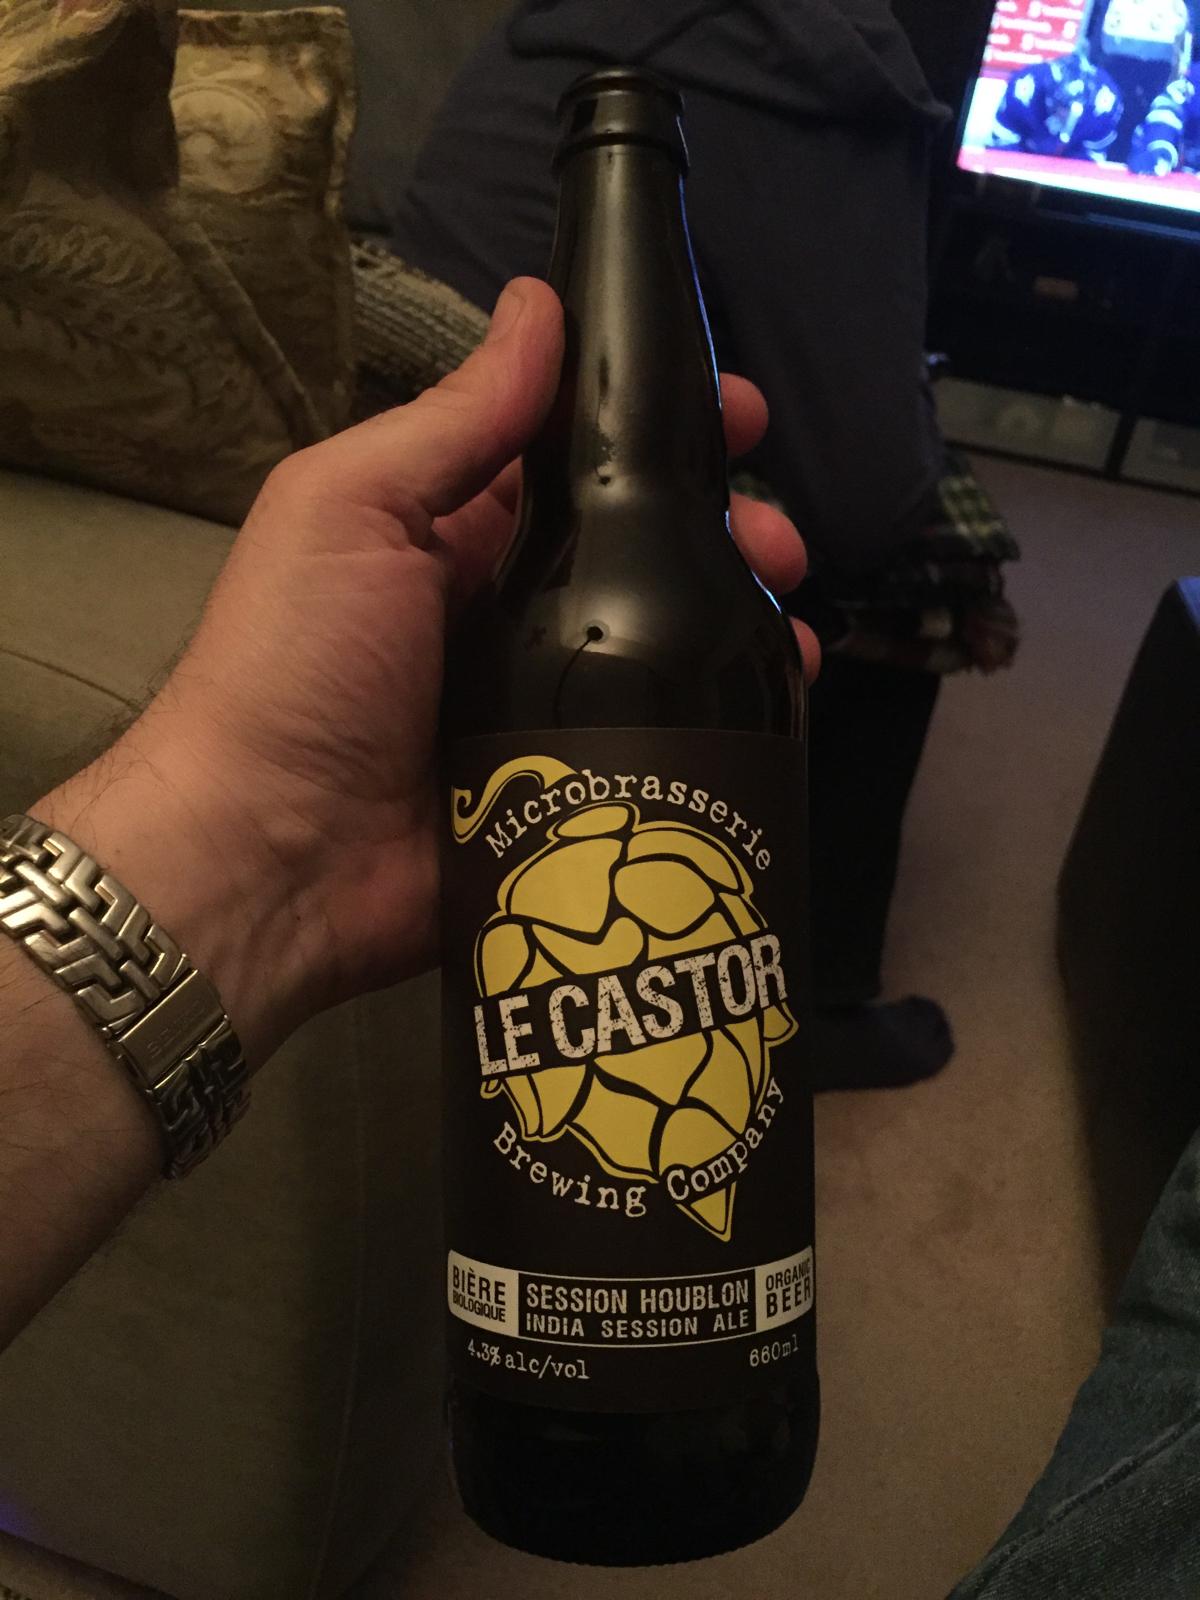 Microbrasserie
LE CASTOR
Brewing Company
BIÈRE
BIOLOGIQUE
SESSION HOUBLON
INDIA SESSION ALE
ORGANIC
BEER
4.3% alc/vol
660ml